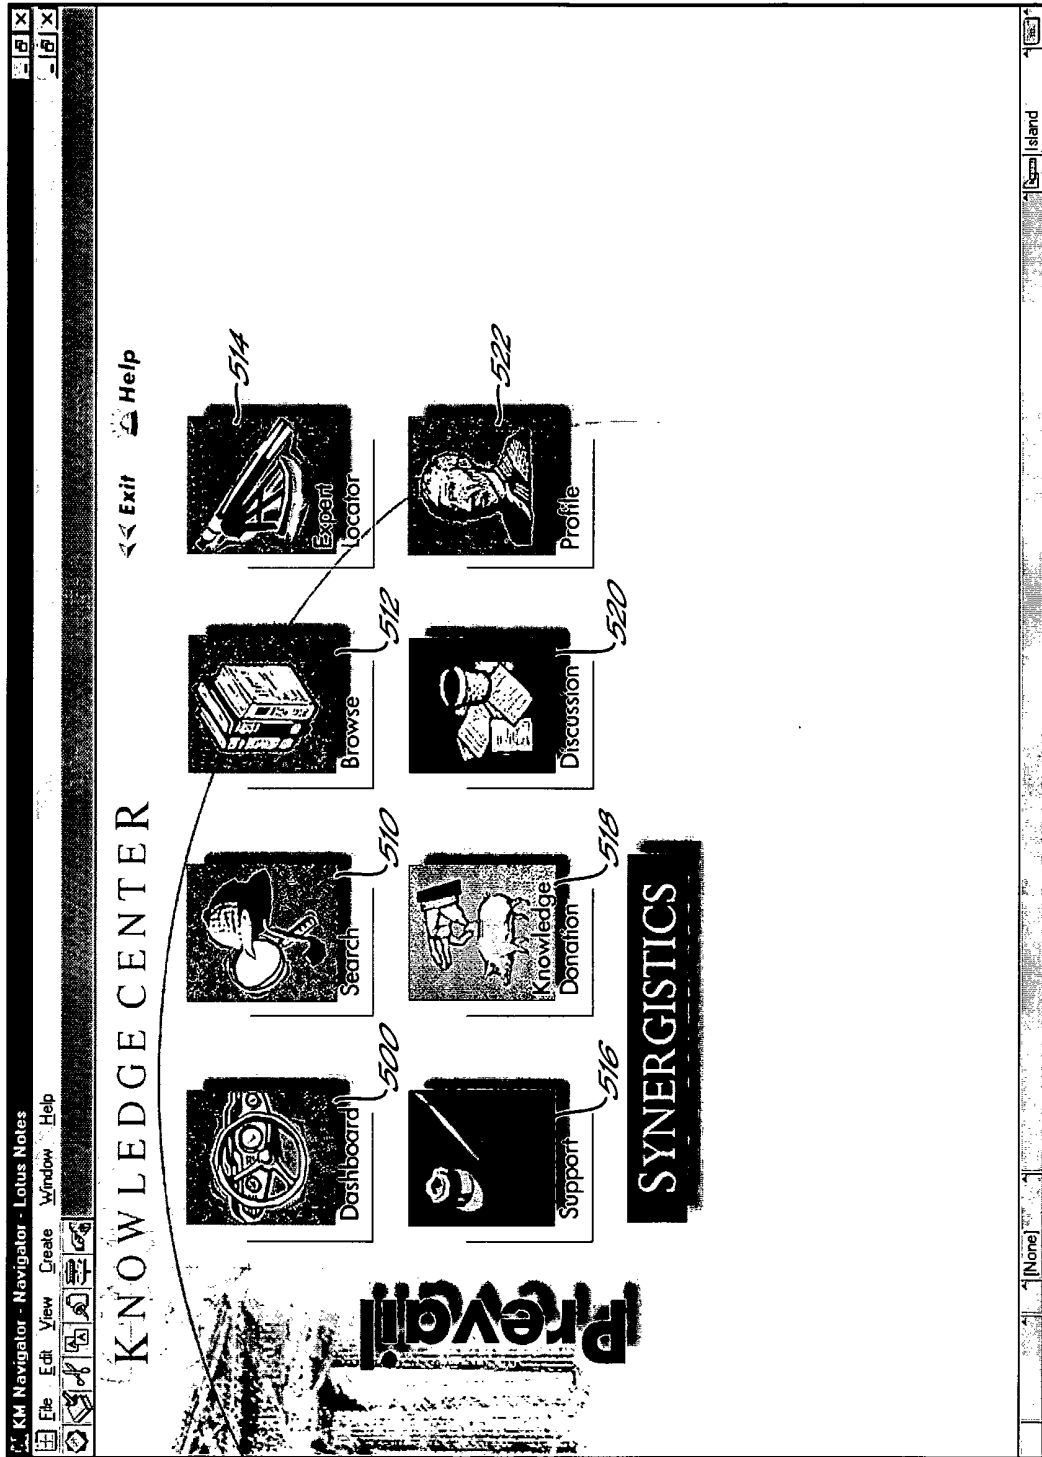 KM Navigator - Navigator - Lotus Notes
File Edit View Create Window Help
KNOWLEDGE CENTER
Exit Help
Dashboard
500
Search
510
Browse
512
Expert
Locator
514
Support
516
Knowledge
Donation
518
Discussion
520
Profile
522
Prevail
SYNERGISTICS
[None]
Island